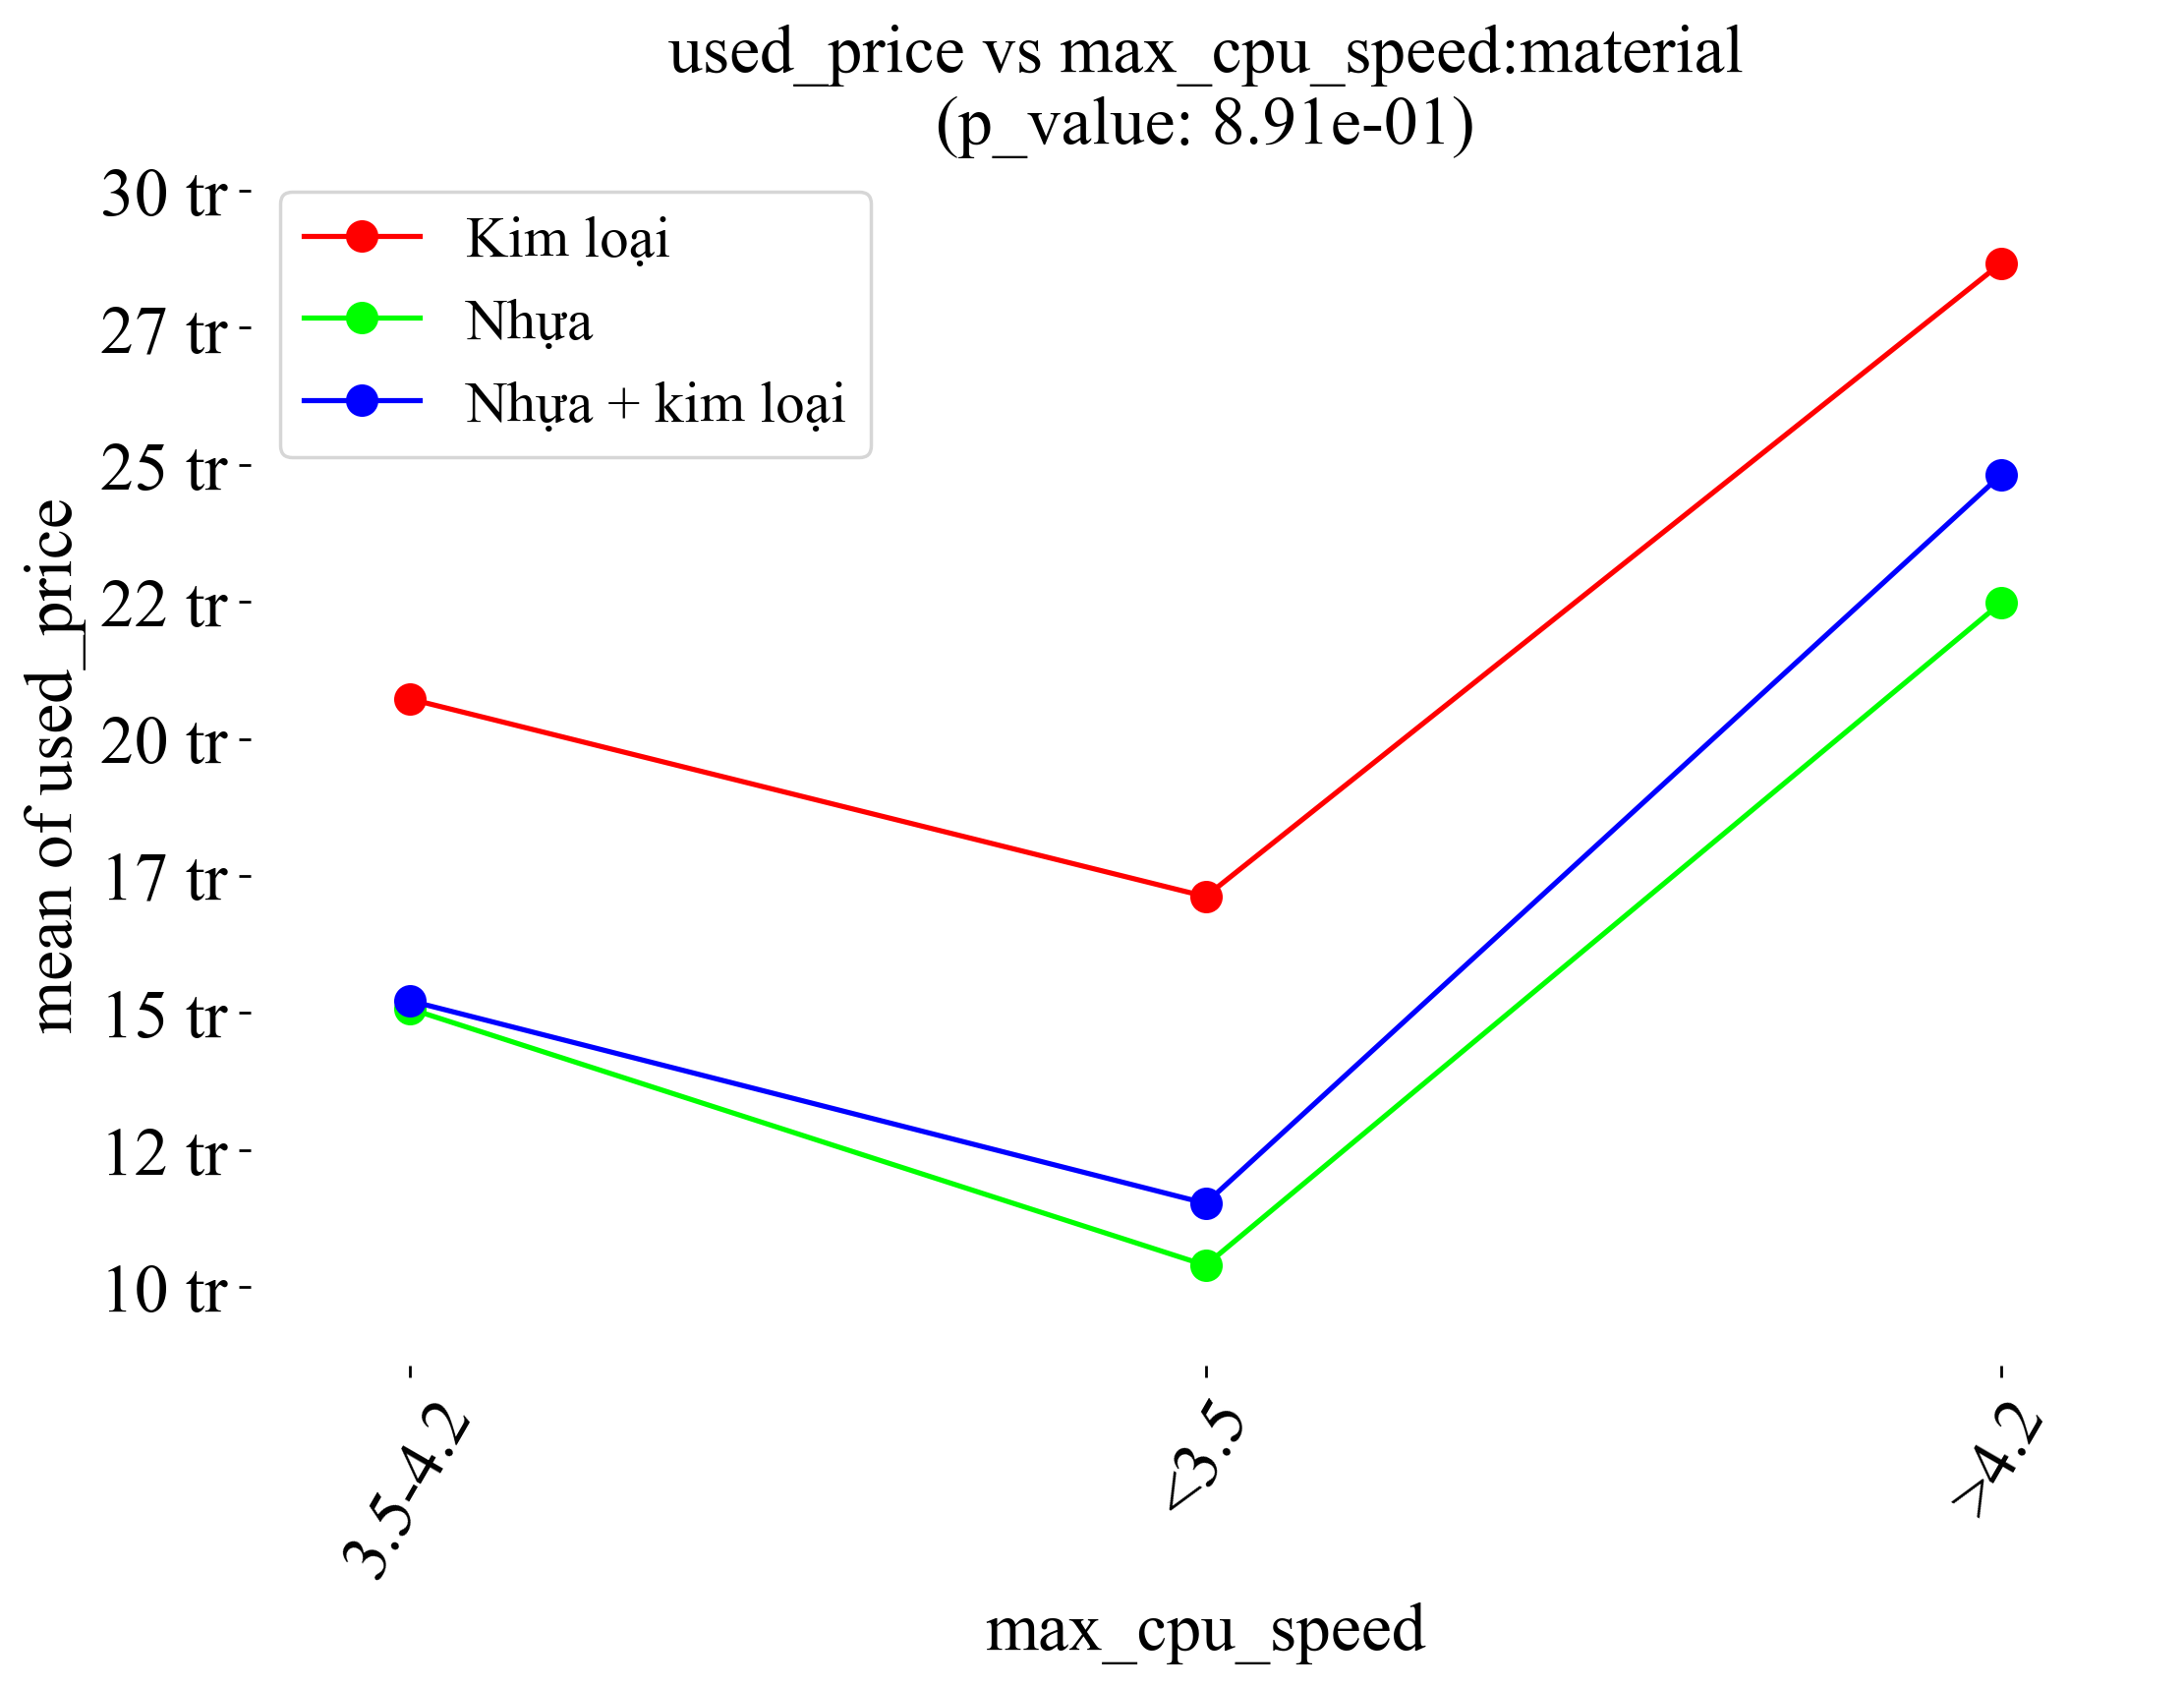 used_price vs max_cpu_speed:material
(p_value: 8.91e-01)
30 tr
27 tr
25 tr
22 tr
20 tr
17 tr
15 tr
12 tr
10 tr
mean of used_price
Kim loại
Nhựa
Nhựa + kim loại
3.5-4.2
<3.5
>4.2
max_cpu_speed